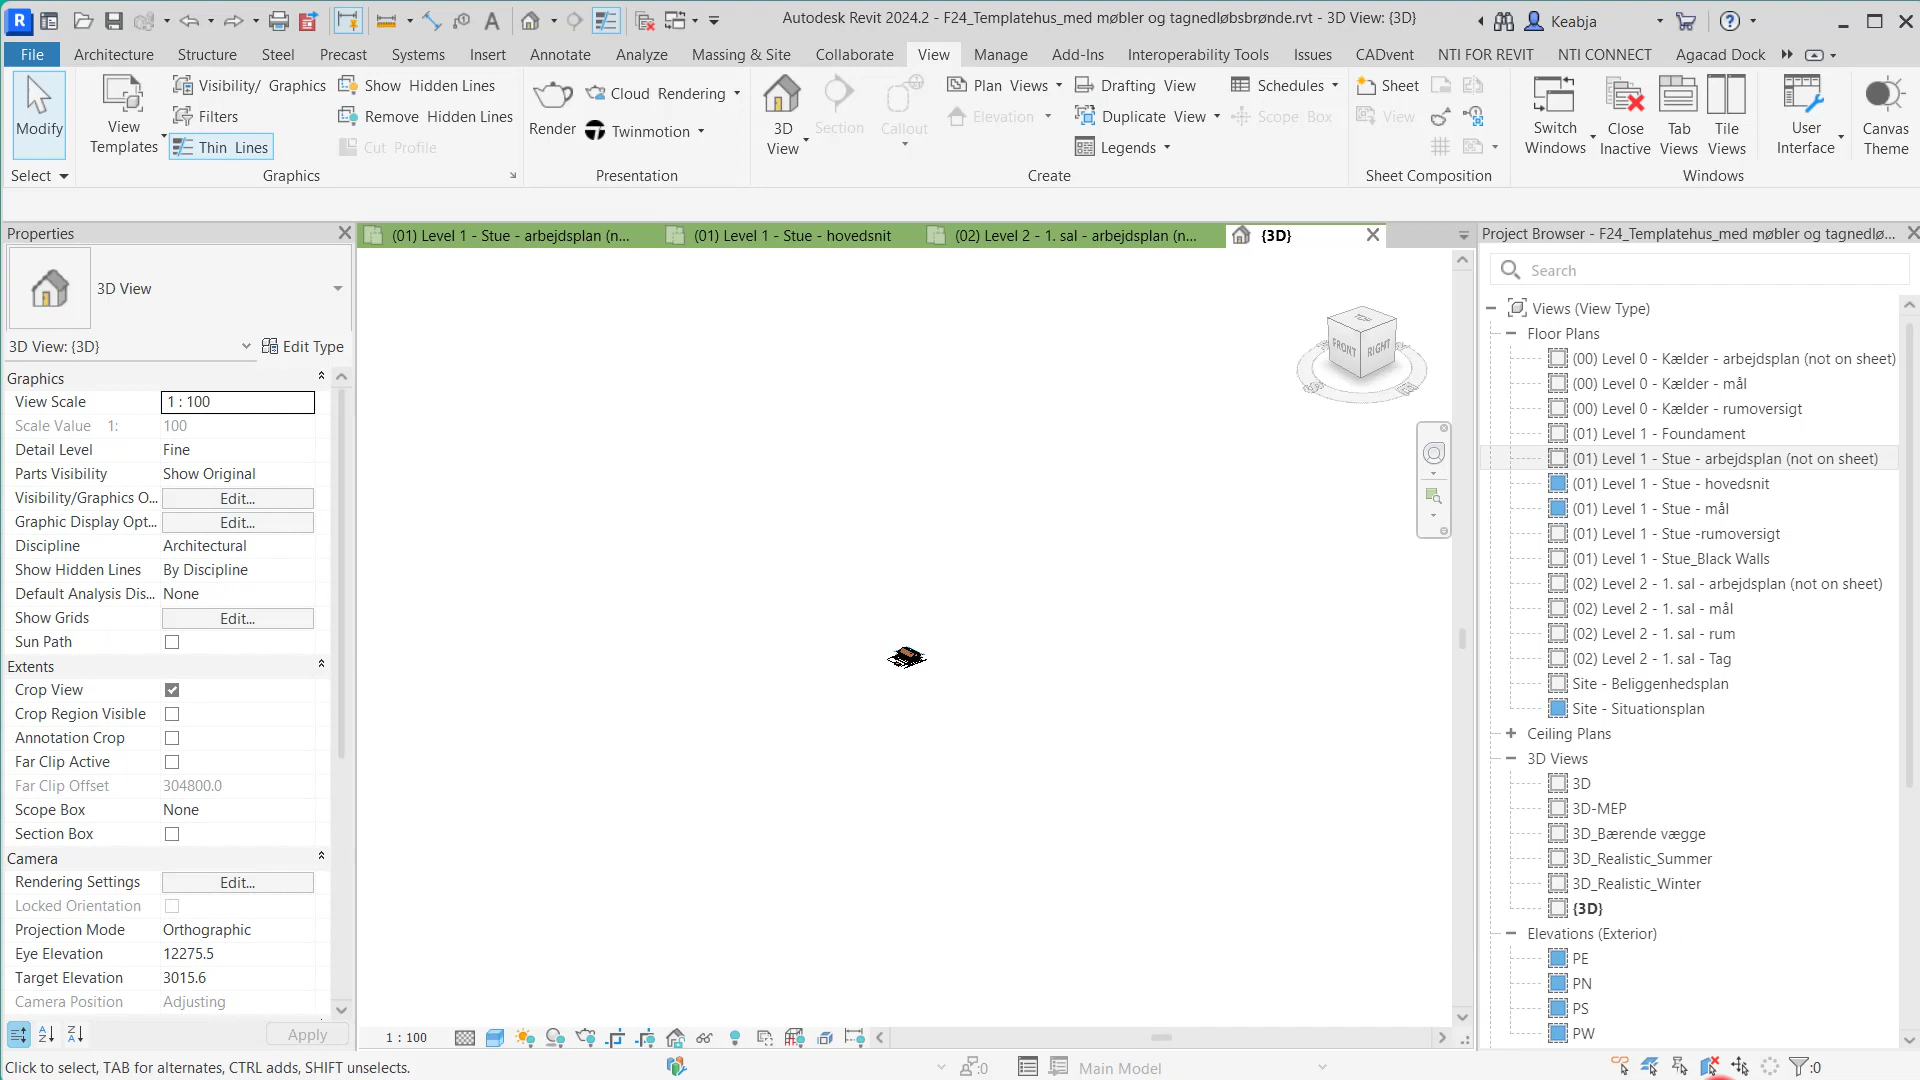 Autodesk Revit 2024.2 - F24_Templatehus_med møbler og tagnedløbsbrønde.rvt - 3D View: {3D}
Keabja
File Architecture Structure Steel Precast Systems Insert Annotate Analyze Massing & Site Collaborate View Manage Add-Ins Interoperability Tools Issues CADvent NTI FOR REVIT NTI CONNECT Agacad Dock
Modify
View Templates
Visibility/ Graphics
Filters
Thin Lines
Show Hidden Lines
Remove Hidden Lines
Cut Profile
Render
Cloud Rendering
Twinmotion
3D View
Section
Callout
Plan Views
Elevation
Drafting View
Duplicate View
Legends
Schedules
Scope Box
Sheet
View
Switch Windows
Close Inactive
Tab Views
Tile Views
User Interface
Canvas Theme
Select
Graphics
Presentation
Create
Sheet Composition
Windows
Properties
3D View
3D View: {3D}
Edit Type
Graphics
View Scale 1 : 100
Scale Value 1: 100
Detail Level Fine
Parts Visibility Show Original
Visibility/Graphics O... Edit...
Graphic Display Opt... Edit...
Discipline Architectural
Show Hidden Lines By Discipline
Default Analysis Dis... None
Show Grids Edit...
Sun Path
Extents
Crop View
Crop Region Visible
Annotation Crop
Far Clip Active
Far Clip Offset 304800.0
Scope Box None
Section Box
Camera
Rendering Settings Edit...
Locked Orientation
Projection Mode Orthographic
Eye Elevation 12275.5
Target Elevation 3015.6
Camera Position Adjusting
Apply
(01) Level 1 - Stue - arbejdsplan (n...
(01) Level 1 - Stue - hovedsnit
(02) Level 2 - 1. sal - arbejdsplan (n...
{3D}
TOP
FRONT
RIGHT
1 : 100
Project Browser - F24_Templatehus_med møbler og tagnedlø...
Search
Views (View Type)
Floor Plans
(00) Level 0 - Kælder - arbejdsplan (not on sheet)
(00) Level 0 - Kælder - mål
(00) Level 0 - Kælder - rumoversigt
(01) Level 1 - Foundament
(01) Level 1 - Stue - arbejdsplan (not on sheet)
(01) Level 1 - Stue - hovedsnit
(01) Level 1 - Stue - mål
(01) Level 1 - Stue -rumoversigt
(01) Level 1 - Stue_Black Walls
(02) Level 2 - 1. sal - arbejdsplan (not on sheet)
(02) Level 2 - 1. sal - mål
(02) Level 2 - 1. sal - rum
(02) Level 2 - 1. sal - Tag
Site - Beliggenhedsplan
Site - Situationsplan
Ceiling Plans
3D Views
3D
3D-MEP
3D_Bærende vægge
3D_Realistic_Summer
3D_Realistic_Winter
{3D}
Elevations (Exterior)
PE
PN
PS
PW
Click to select, TAB for alternates, CTRL adds, SHIFT unselects.
:0
Main Model
:0